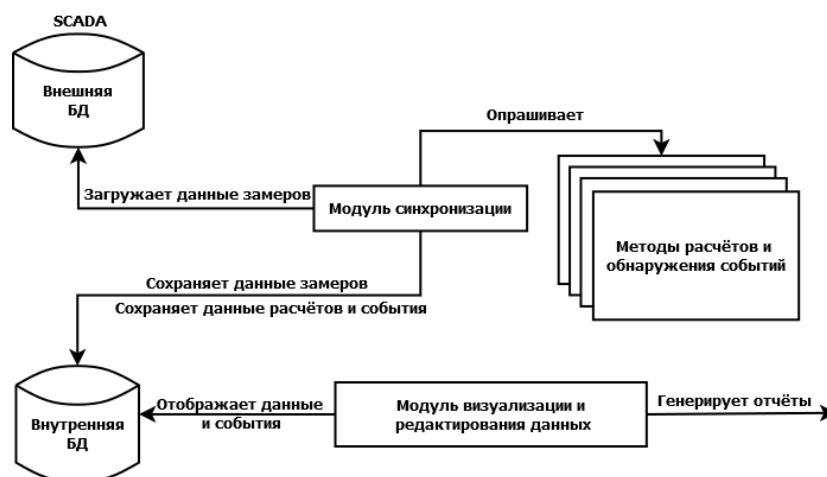 SCADA
Внешняя
БД
Опрашивает
Загружает данные замеров
Модуль синхронизации
Методы расчётов и
обнаружения событий
Сохраняет данные замеров
Сохраняет данные расчётов и события
Внутренняя
БД
Отображает данные
и события
Модуль визуализации и
редактирования данных
Генерирует отчёты